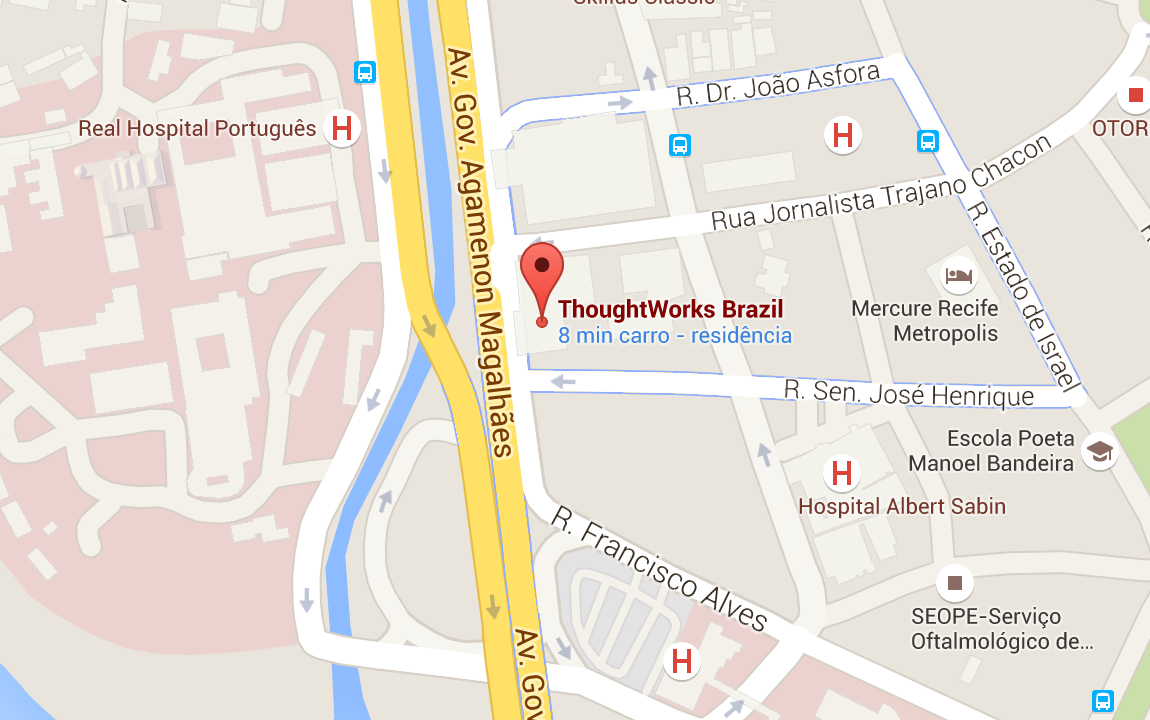 Skillus Classic
R. Dr. João Asfora
Av. Gov. Agamenon Magalhães
Real Hospital Português
H
H
OTOR
Rua Jornalista Trajano Chacon
R. Estado de Israel
Mercure Recife
Metropolis
ThoughtWorks Brazil
8 min carro - residência
R. Sen. José Henrique
Escola Poeta
Manoel Bandeira
H
Hospital Albert Sabin
R. Francisco Alves
SEOPE-Serviço
Oftalmológico de...
Av. Gov
H